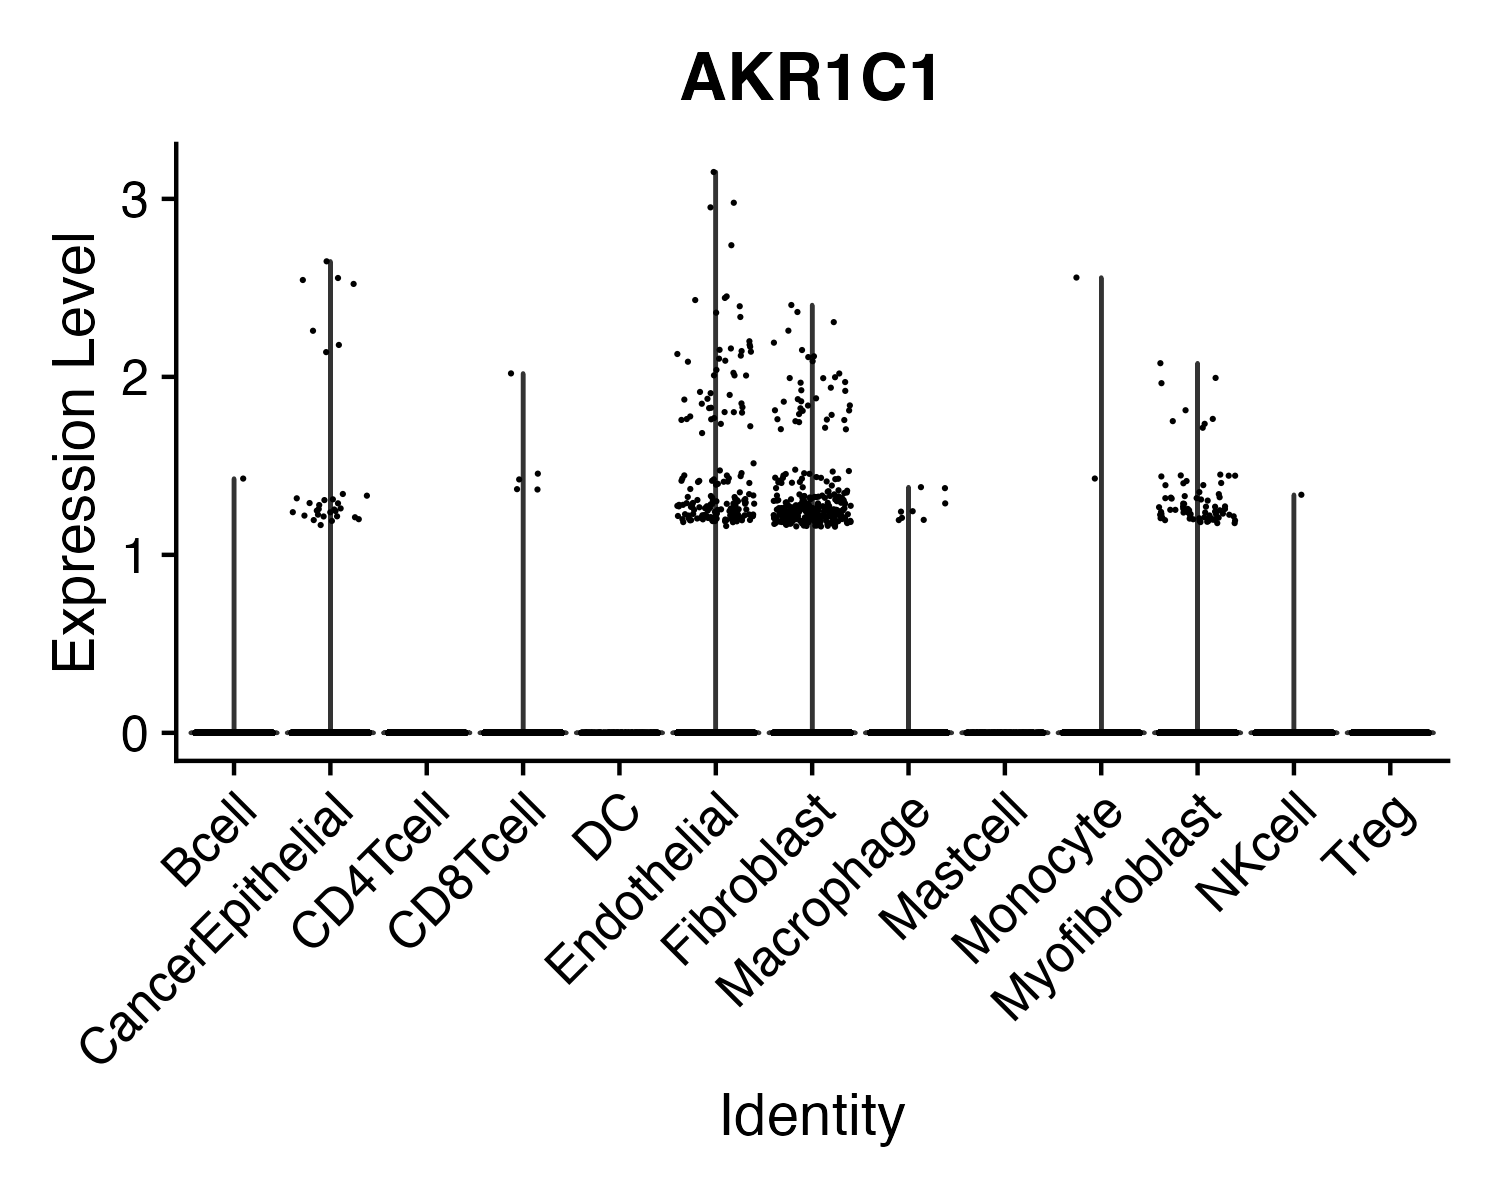 AKR1C1
Expression Level
3
2
1
0
Bcell
CancerEpithelial
CD4Tcell
CD8Tcell
DC
Endothelial
Fibroblast
Macrophage
Mastcell
Monocyte
Myofibroblast
NKcell
Treg
Identity